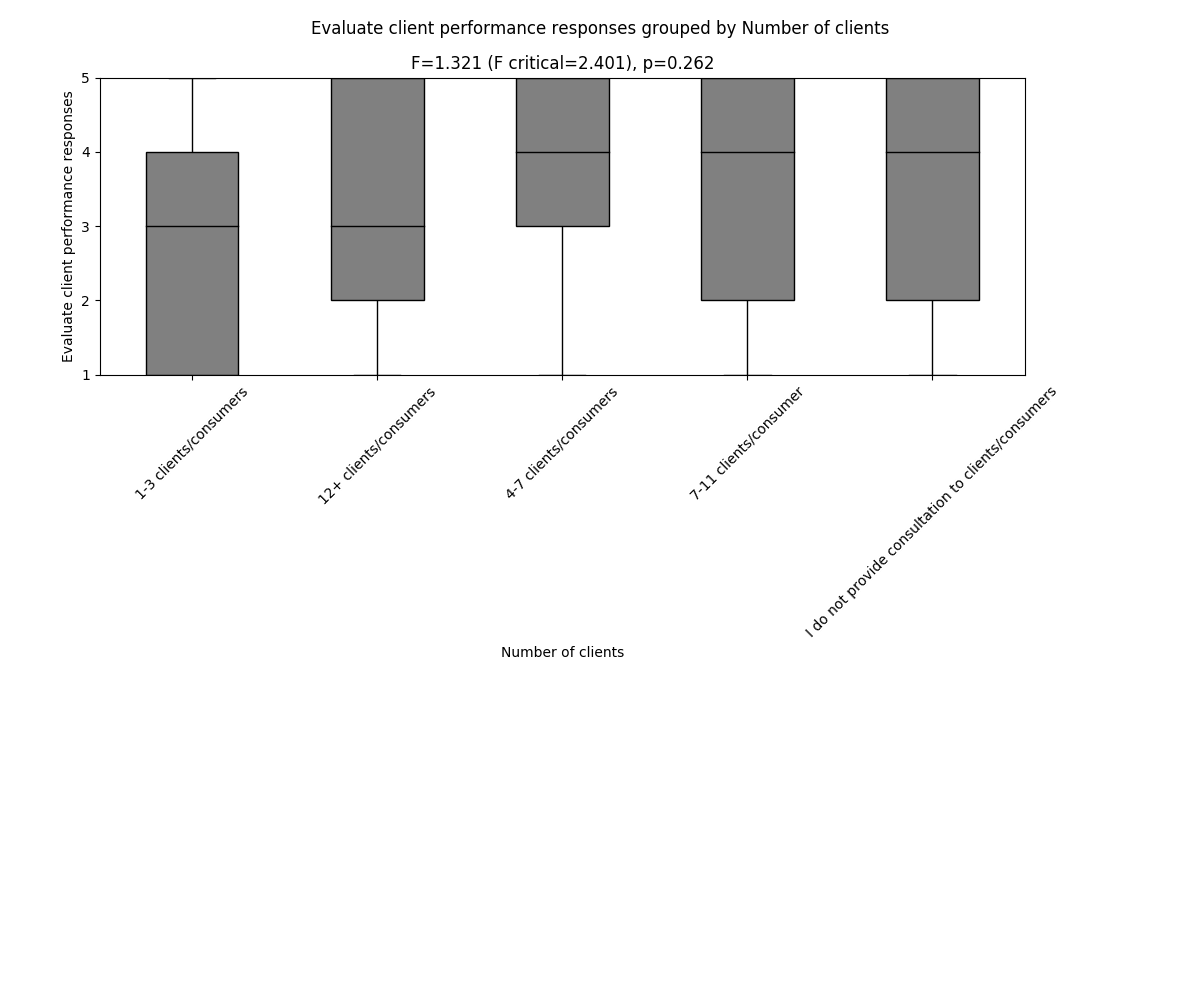 Evaluate client performance responses grouped by Number of clients
F=1.321 (F critical=2.401), p=0.262
Evaluate client performance responses
5
4
3
2
1
1-3 clients/consumers
12+ clients/consumers
4-7 clients/consumers
7-11 clients/consumer
I do not provide consultation to clients/consumers
Number of clients